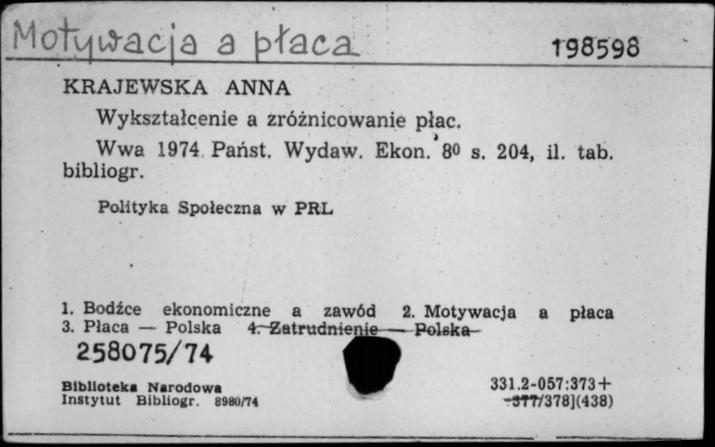 Motywacja a płaca 198598
KRAJEWSKA ANNA
Wykształcenie a zróżnicowanie płac.
Wwa 1974 Państ. Wydaw. Ekon. 8⁰ s. 204, il. tab.
bibliogr.
Polityka Społeczna w PRL
1. Bodźce ekonomiczne a zawód 2. Motywacja a płaca
3. Płaca — Polska 4. Zatrudnienie — Polska
258075/74
Biblioteka Narodowa 331.2-057:373+
Instytut Bibliogr. 8980/74 -377/378](438)